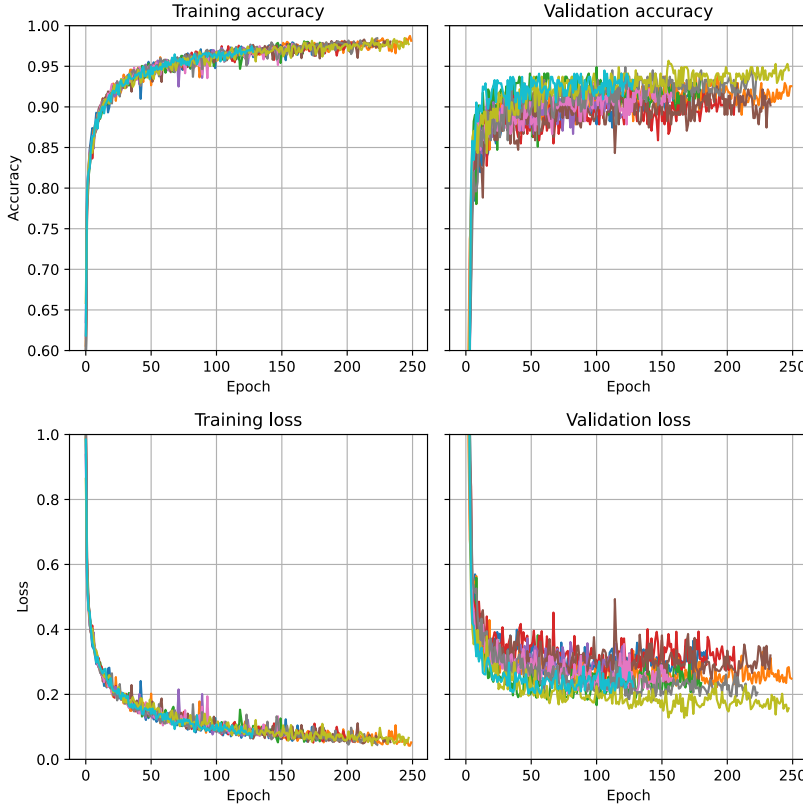 Training accuracy
Validation accuracy
1.00
0.95
0.90
0.85
0.80
0.75
0.70
0.65
0.60
Accuracy
0 50 100 150 200 250
0 50 100 150 200 250
Epoch
Epoch
Training loss
Validation loss
1.0
0.8
0.6
0.4
0.2
0.0
Loss
0 50 100 150 200 250
0 50 100 150 200 250
Epoch
Epoch